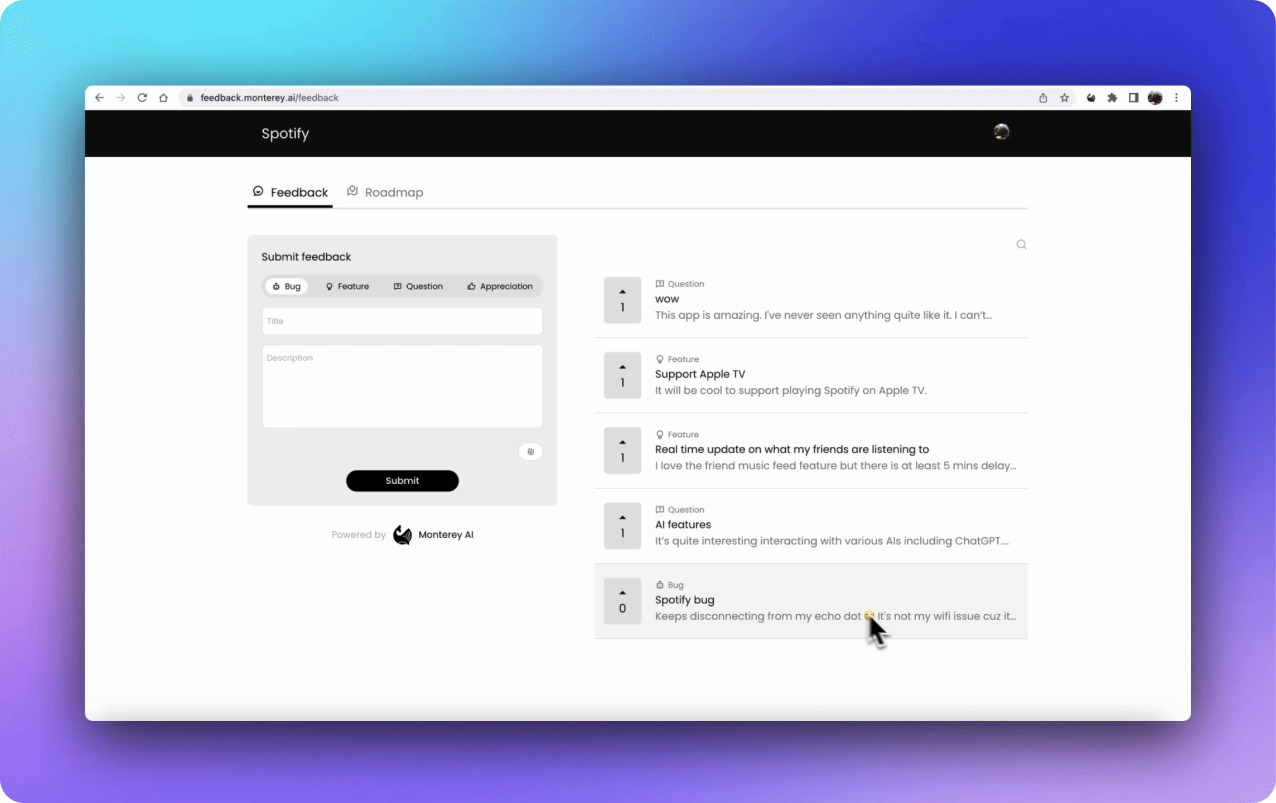 feedback.monterey.ai/feedback
Spotify
Feedback
Roadmap
Submit feedback
Bug
Feature
Question
Appreciation
Title
Description
Submit
Powered by Monterey AI
Question
1
wow
This app is amazing. I've never seen anything quite like it. I can't...
Feature
1
Support Apple TV
It will be cool to support playing Spotify on Apple TV.
Feature
1
Real time update on what my friends are listening to
I love the friend music feed feature but there is at least 5 mins delay...
Question
1
AI features
It's quite interesting interacting with various AIs including ChatGPT....
Bug
0
Spotify bug
Keeps disconnecting from my echo dot 😅 It's not my wifi issue cuz it...